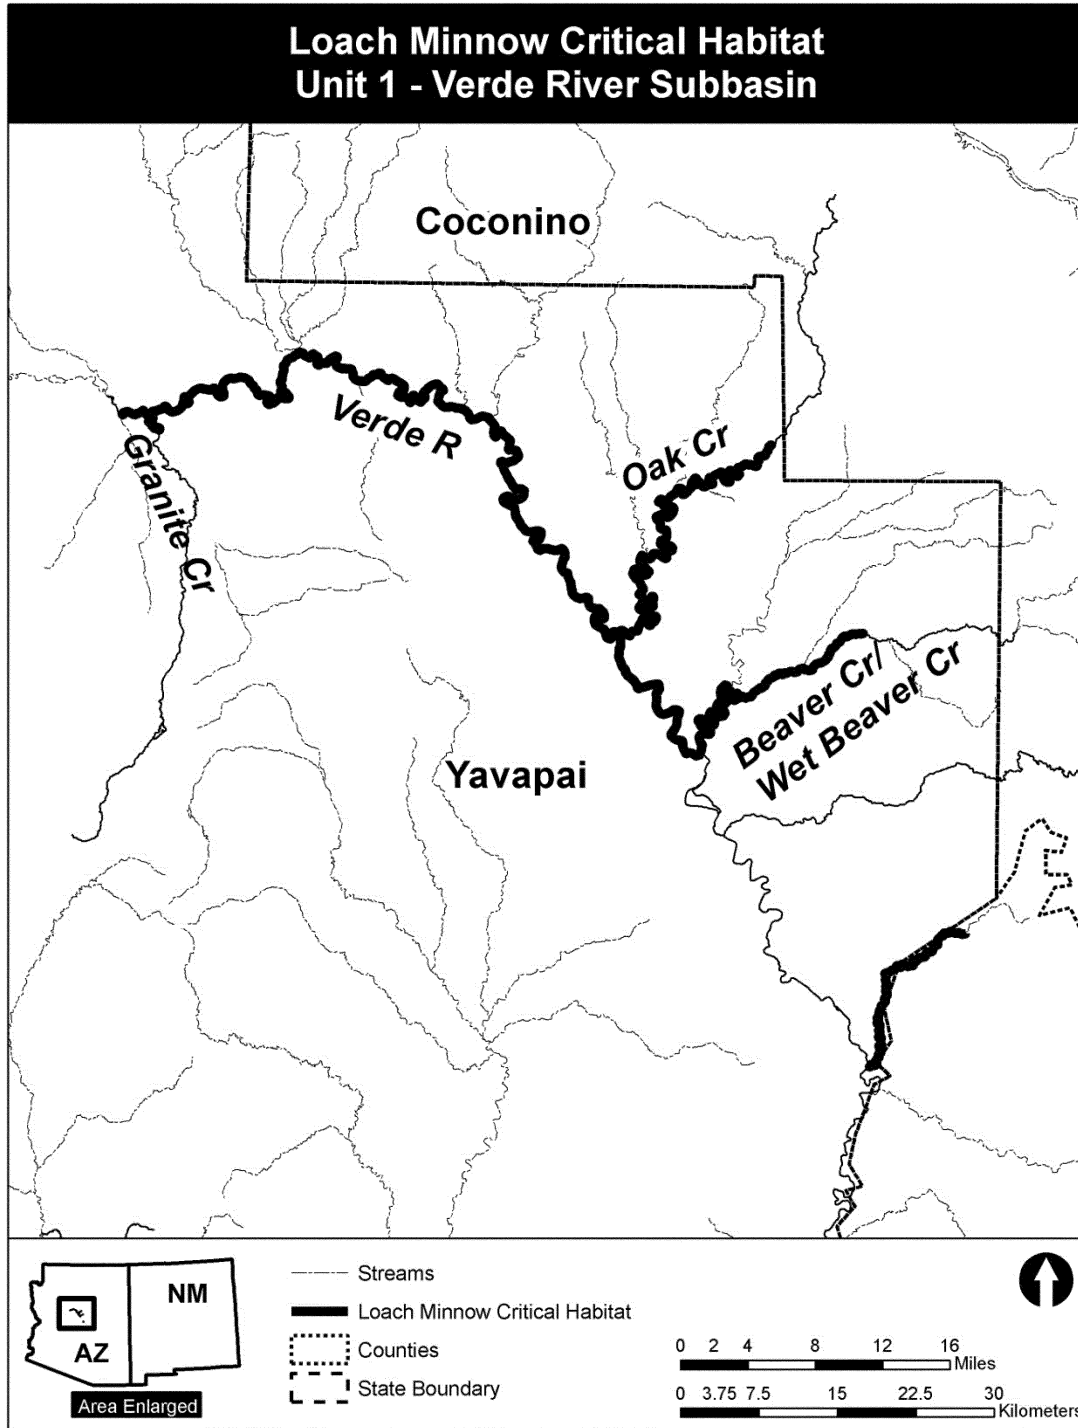 Loach Minnow Critical Habitat
Unit 1 - Verde River Subbasin
Coconino
Verde R
Oak Cr
Granite Cr
Beaver Cr/
Wet Beaver Cr
Yavapai
NM
AZ
Area Enlarged
Streams
Loach Minnow Critical Habitat
Counties
State Boundary
0 2 4 8 12 16
Miles
0 3.75 7.5 15 22.5 30
Kilometers